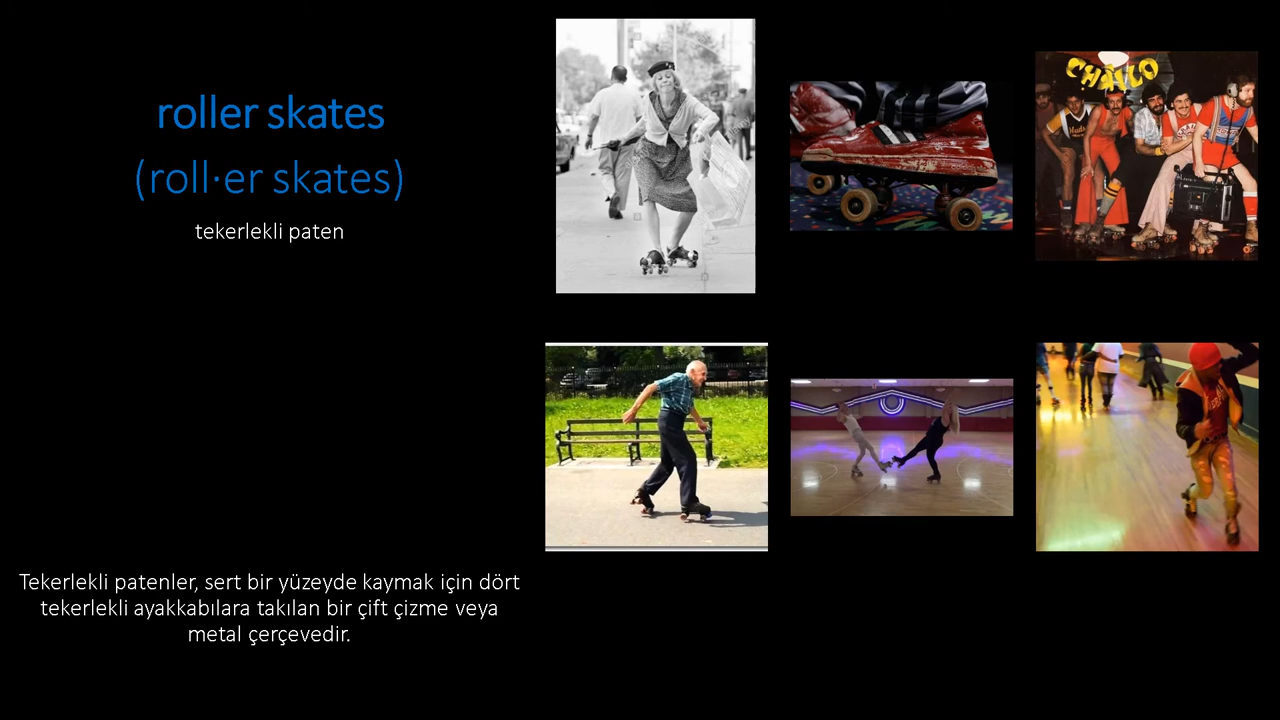 roller skates
(roll·er skates)
tekerlekli paten
CHAILO
Tekerlekli patenler, sert bir yüzeyde kaymak için dört
tekerlekli ayakkabılara takılan bir çift çizme veya
metal çerçevedir.